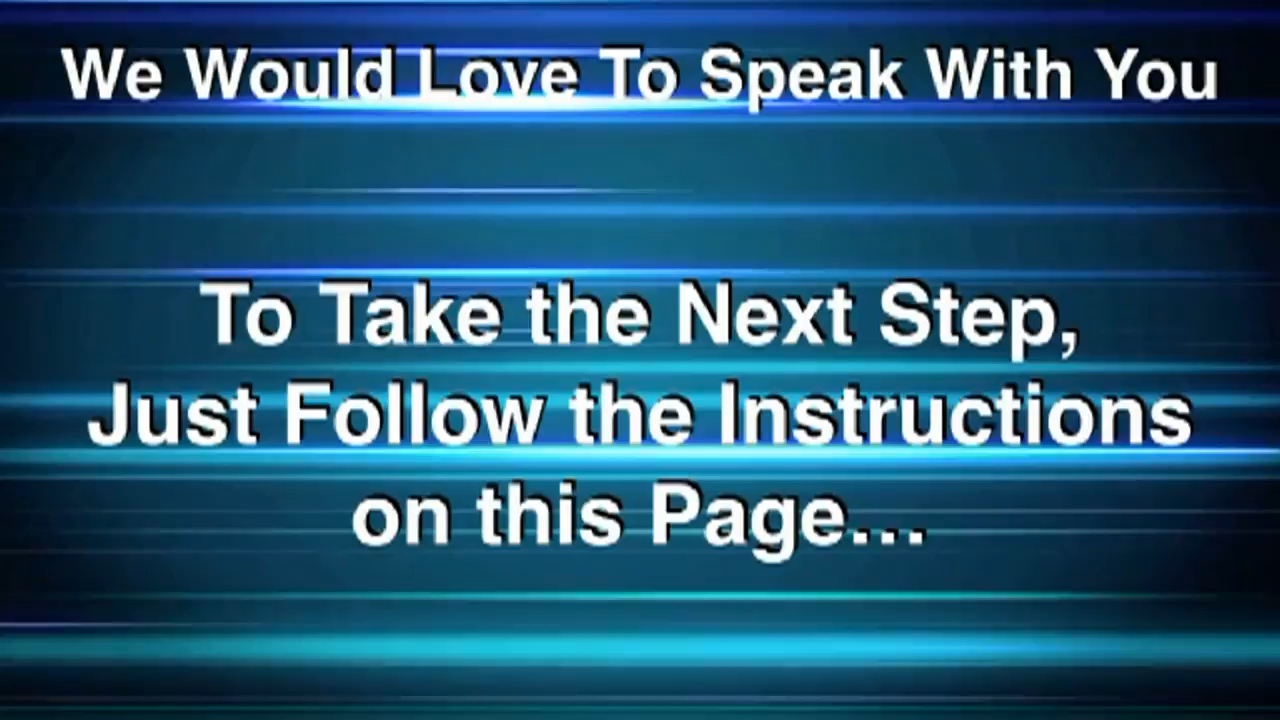 We Would Love To Speak With You
To Take the Next Step,
Just Follow the Instructions
on this Page…